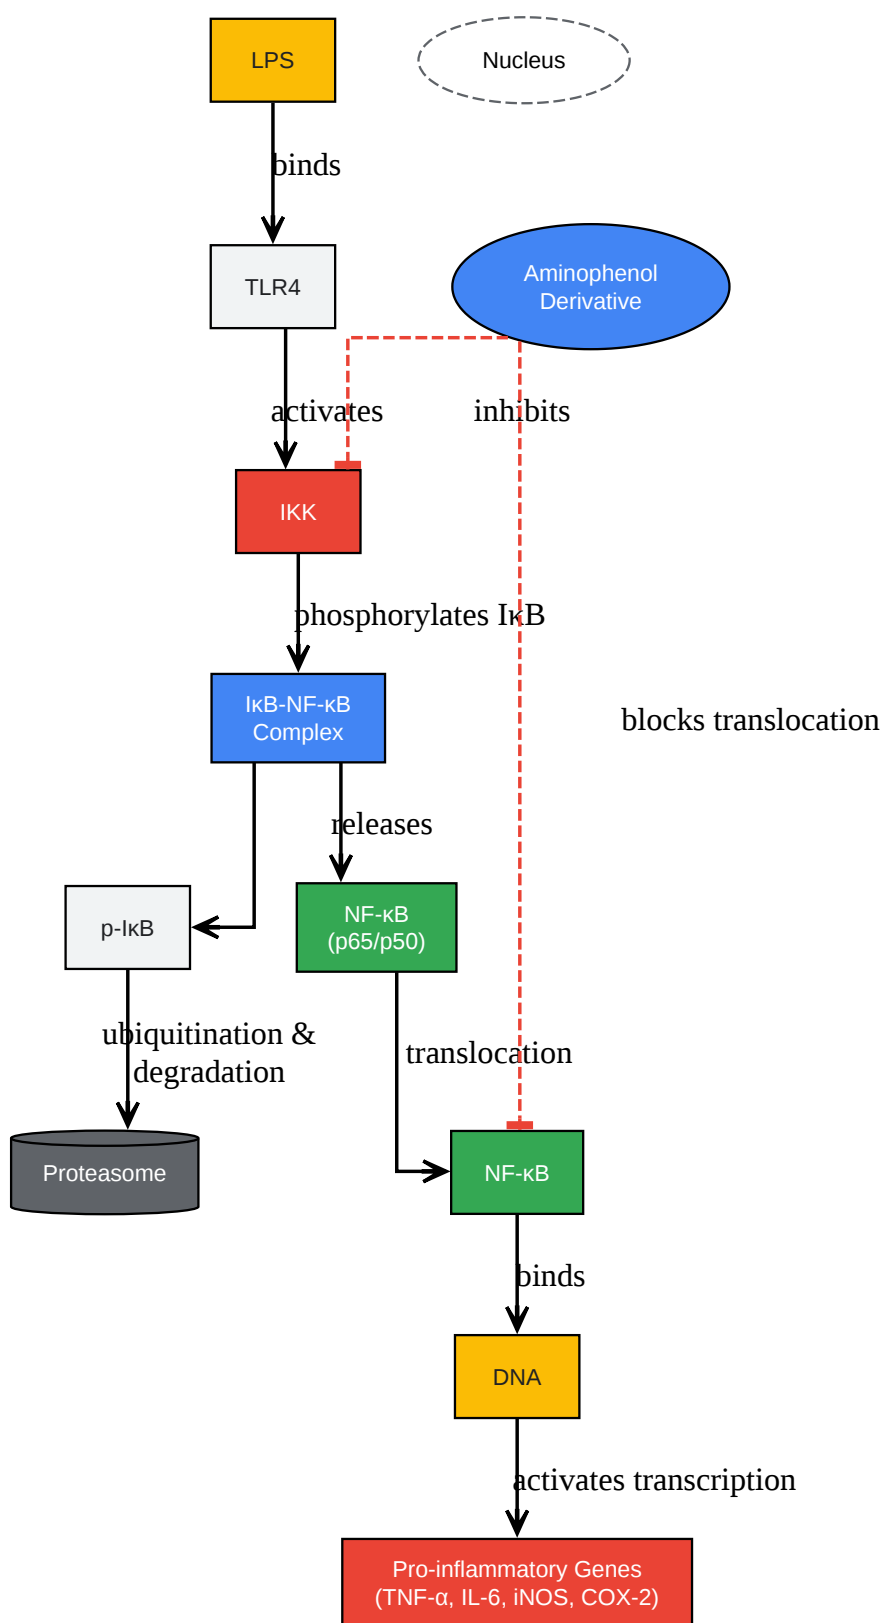 LPS
Nucleus
binds
TLR4
Aminophenol
Derivative
activates
inhibits
IKK
phosphorylates IκB
IκB-NF-κB
Complex
blocks translocation
releases
p-IκB
NF-κB
(p65/p50)
ubiquitination &
degradation
translocation
Proteasome
NF-κB
binds
DNA
activates transcription
Pro-inflammatory Genes
(TNF-α, IL-6, iNOS, COX-2)